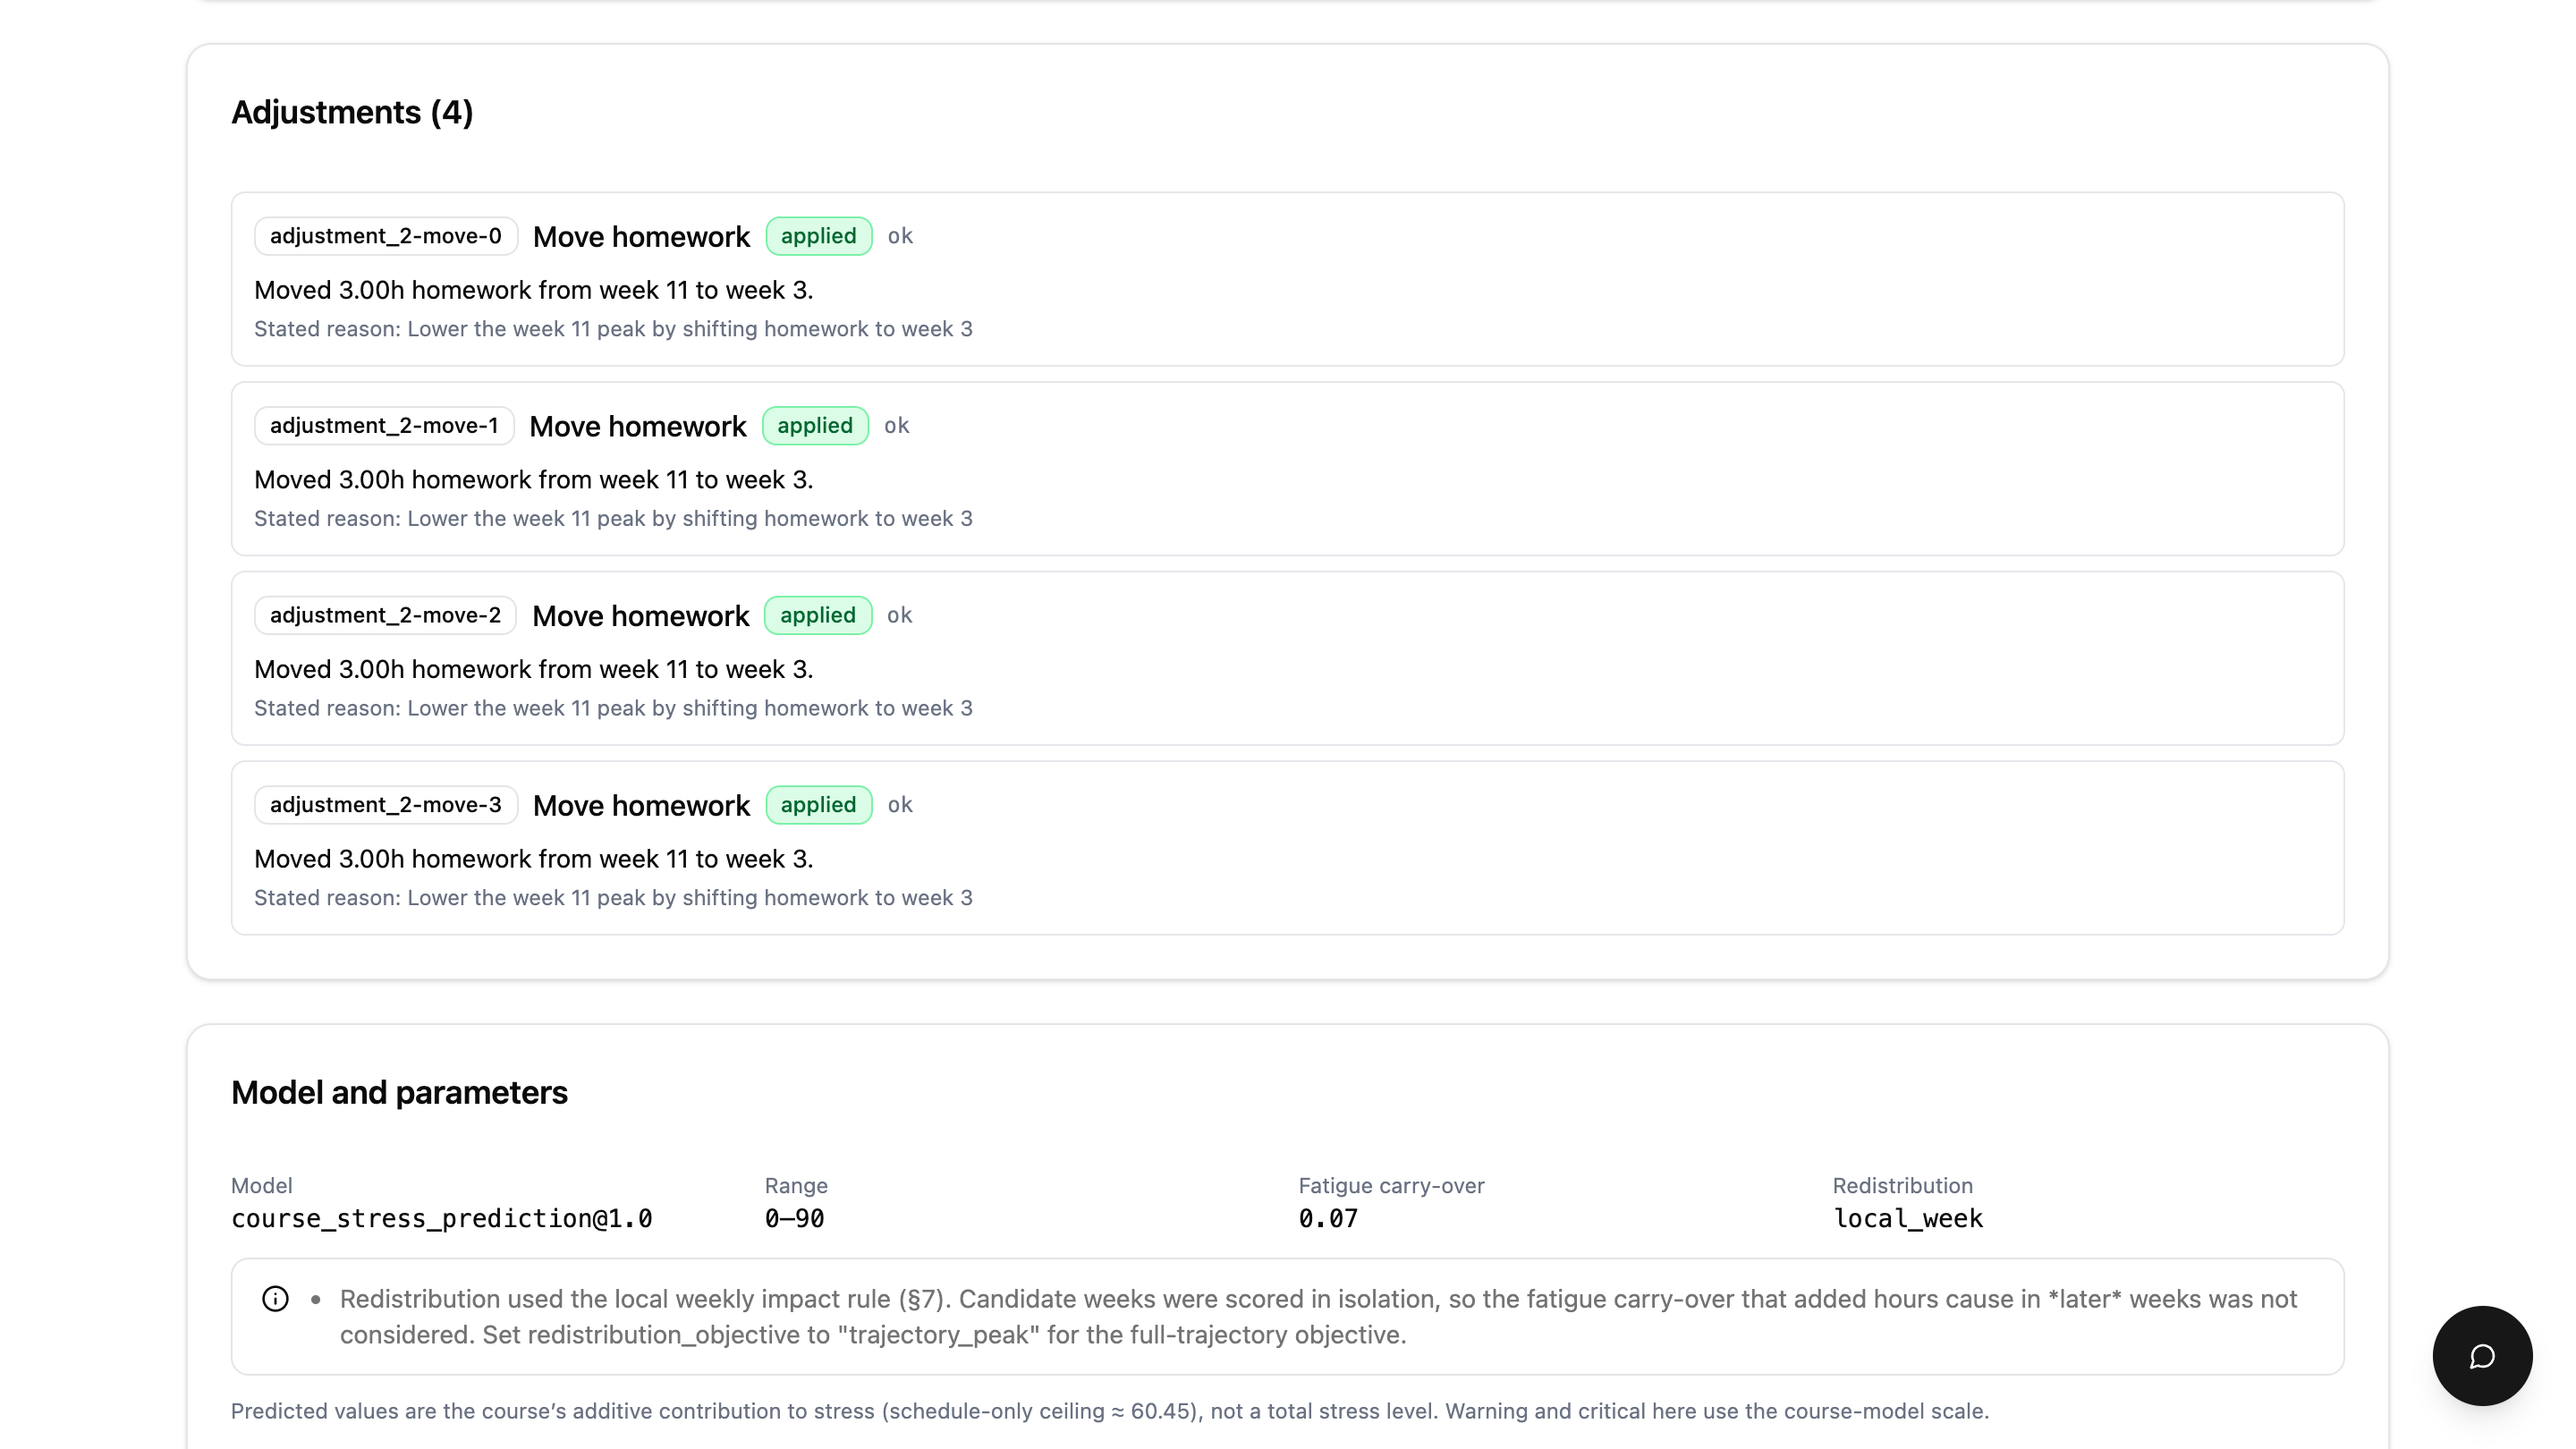 Adjustments (4)
adjustment_2-move-0 Move homework applied ok
Moved 3.00h homework from week 11 to week 3.
Stated reason: Lower the week 11 peak by shifting homework to week 3
adjustment_2-move-1 Move homework applied ok
Moved 3.00h homework from week 11 to week 3.
Stated reason: Lower the week 11 peak by shifting homework to week 3
adjustment_2-move-2 Move homework applied ok
Moved 3.00h homework from week 11 to week 3.
Stated reason: Lower the week 11 peak by shifting homework to week 3
adjustment_2-move-3 Move homework applied ok
Moved 3.00h homework from week 11 to week 3.
Stated reason: Lower the week 11 peak by shifting homework to week 3
Model and parameters
Model Range Fatigue carry-over Redistribution
course_stress_prediction@1.0 0–90 0.07 local_week
• Redistribution used the local weekly impact rule (§7). Candidate weeks were scored in isolation, so the fatigue carry-over that added hours cause in *later* weeks was not
considered. Set redistribution_objective to "trajectory_peak" for the full-trajectory objective.
Predicted values are the course’s additive contribution to stress (schedule-only ceiling ≈ 60.45), not a total stress level. Warning and critical here use the course-model scale.